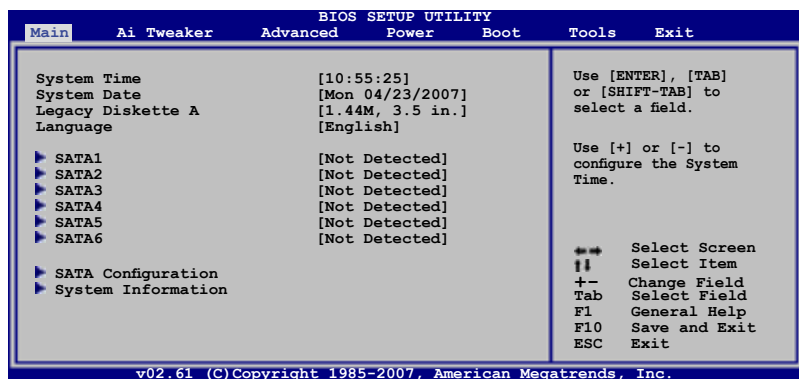 BIOS SETUP UTILITY
Main Ai Tweaker Advanced Power Boot Tools Exit
System Time [10:55:25]
System Date [Mon 04/23/2007]
Legacy Diskette A [1.44M, 3.5 in.]
Language [English]
SATA1 [Not Detected]
SATA2 [Not Detected]
SATA3 [Not Detected]
SATA4 [Not Detected]
SATA5 [Not Detected]
SATA6 [Not Detected]
SATA Configuration
System Information
Use [ENTER], [TAB]
or [SHIFT-TAB] to
select a field.
Use [+] or [-] to
configure the System
Time.
Select Screen
Select Item
+- Change Field
Tab Select Field
F1 General Help
F10 Save and Exit
ESC Exit
v02.61 (C)Copyright 1985-2007, American Megatrends, Inc.